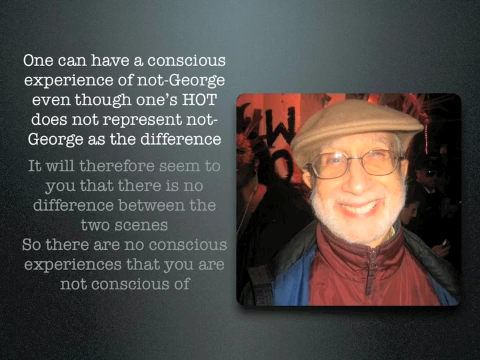 One can have a conscious
experience of not-George
even though one's HOT
does not represent not-
George as the difference
It will therefore seem to
you that there is no
difference between the
two scenes
So there are no conscious
experiences that you are
not conscious of